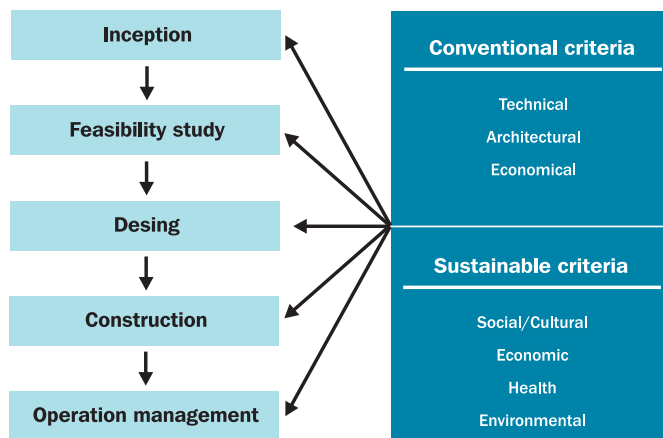 Inception
Feasibility study
Desing
Construction
Operation management
Conventional criteria
Technical
Architectural
Economical
Sustainable criteria
Social/Cultural
Economic
Health
Environmental